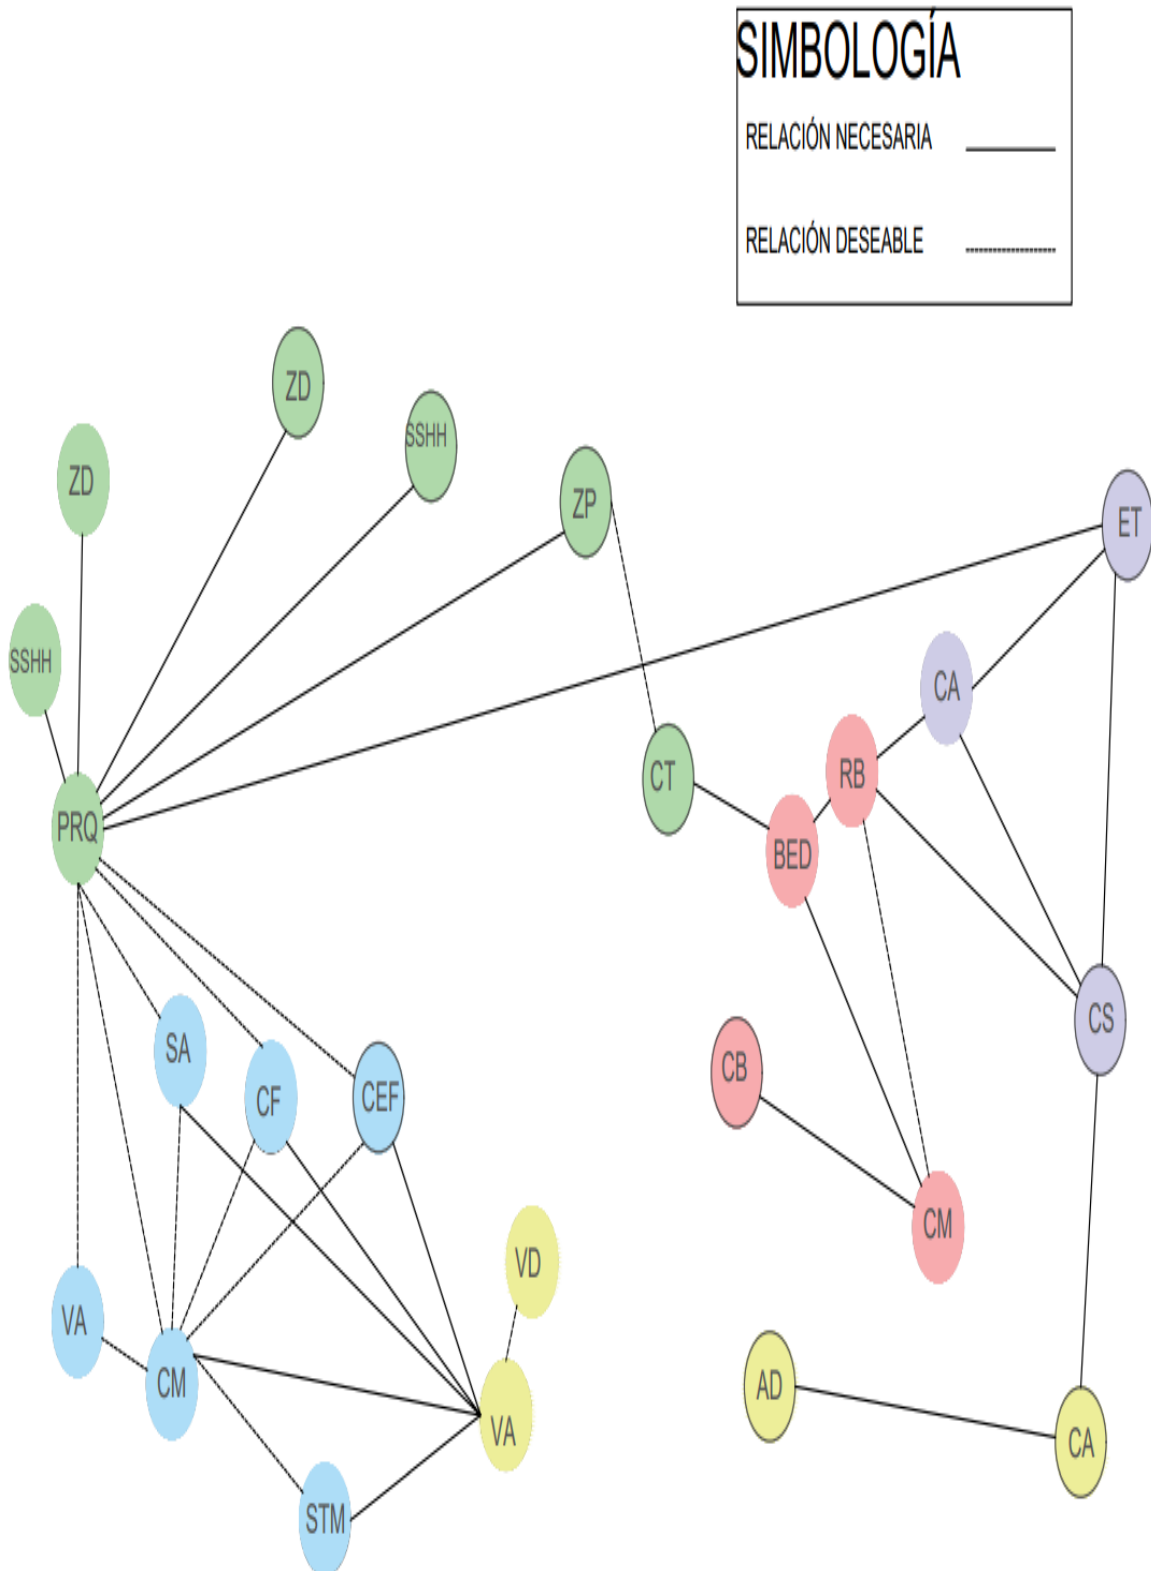 SIMBOLOGÍA
RELACIÓN NECESARIA
RELACIÓN DESEABLE
ZD
SSHH
ZD
ZP
ET
SSHH
CA
CT
RB
PRQ
BED
CS
SA
CB
CF
CEF
CM
VD
VA
CM
AD
VA
CA
STM